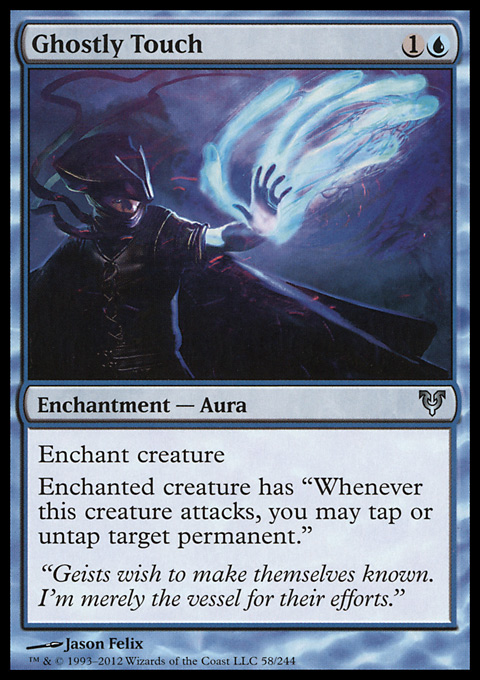 Ghostly Touch 1
Enchantment — Aura
Enchant creature
Enchanted creature has “Whenever
this creature attacks, you may tap or
untap target permanent.”
“Geists wish to make themselves known.
I’m merely the vessel for their efforts.”
Jason Felix
™ & © 1993–2012 Wizards of the Coast LLC 58/244